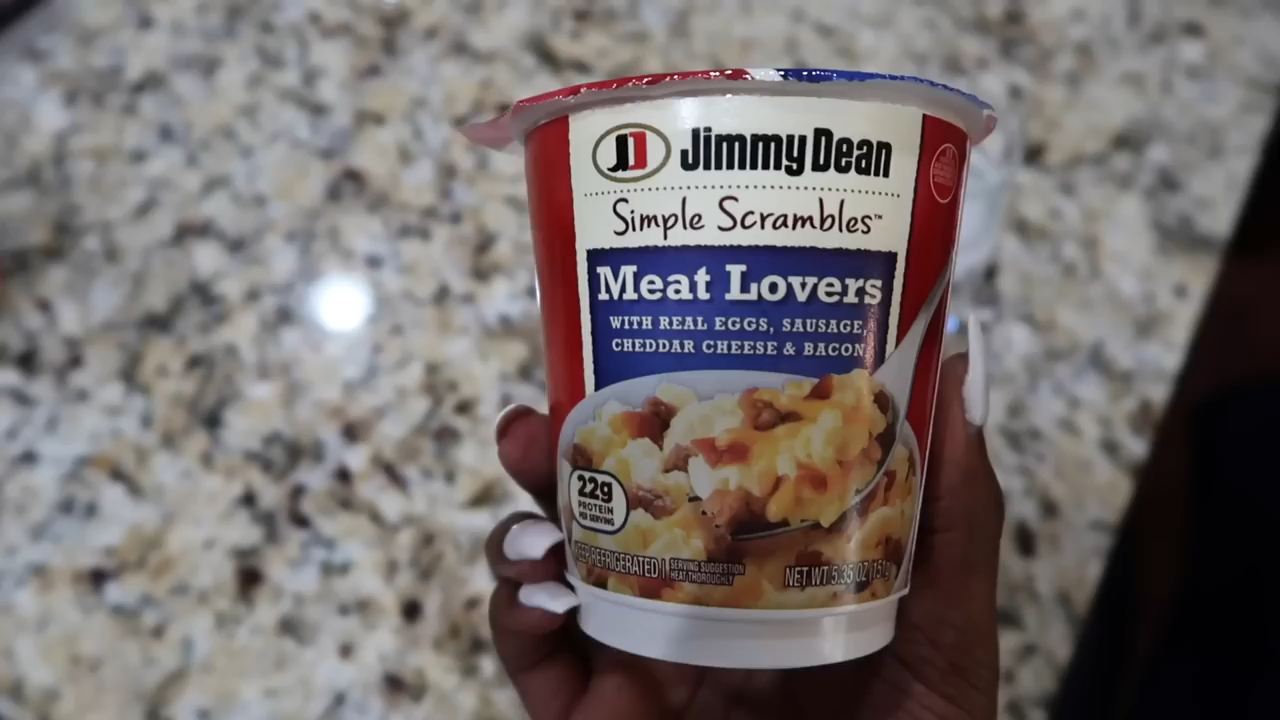 JD Jimmy Dean
Simple Scrambles™
Meat Lovers
WITH REAL EGGS, SAUSAGE,
CHEDDAR CHEESE & BACON
22g
PROTEIN
PER SERVING
KEEP REFRIGERATED | SERVING SUGGESTION
HEAT THOROUGHLY
NET WT 5.35 OZ (151g)